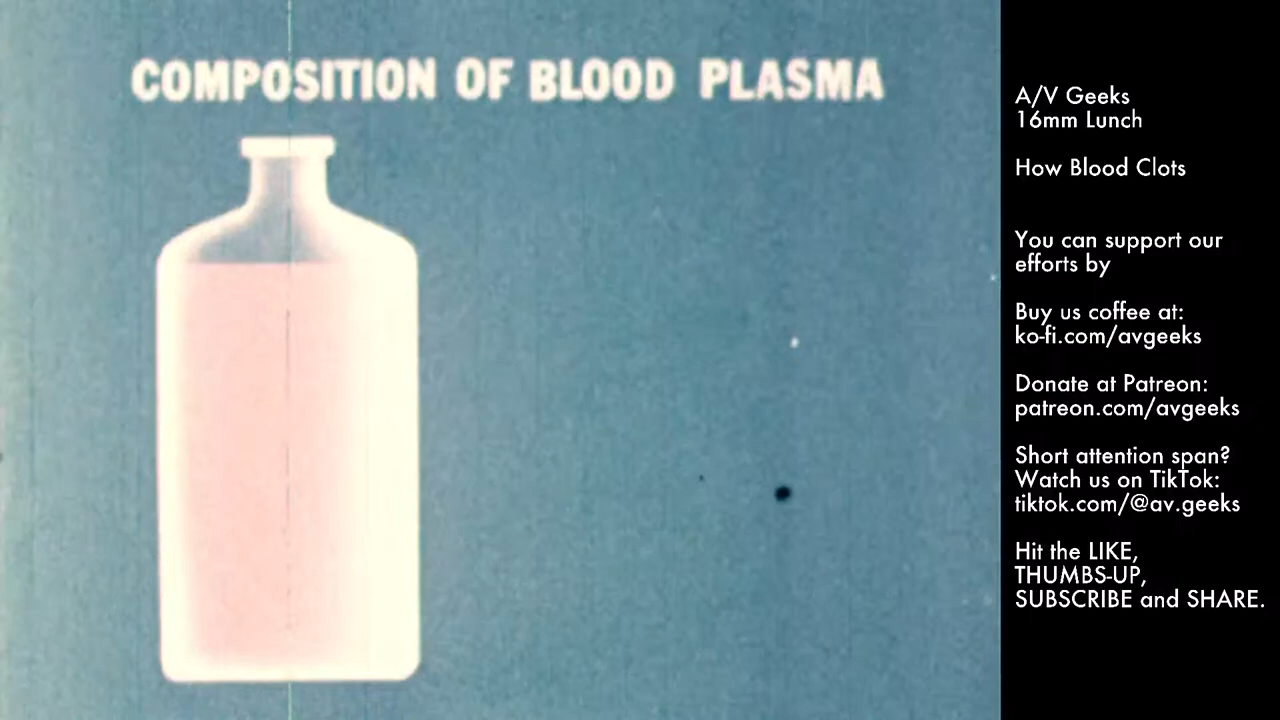 COMPOSITION OF BLOOD PLASMA
A/V Geeks
16mm Lunch
How Blood Clots
You can support our
efforts by
Buy us coffee at:
ko-fi.com/avgeeks
Donate at Patreon:
patreon.com/avgeeks
Short attention span?
Watch us on TikTok:
tiktok.com/@av.geeks
Hit the LIKE,
THUMBS-UP,
SUBSCRIBE and SHARE.